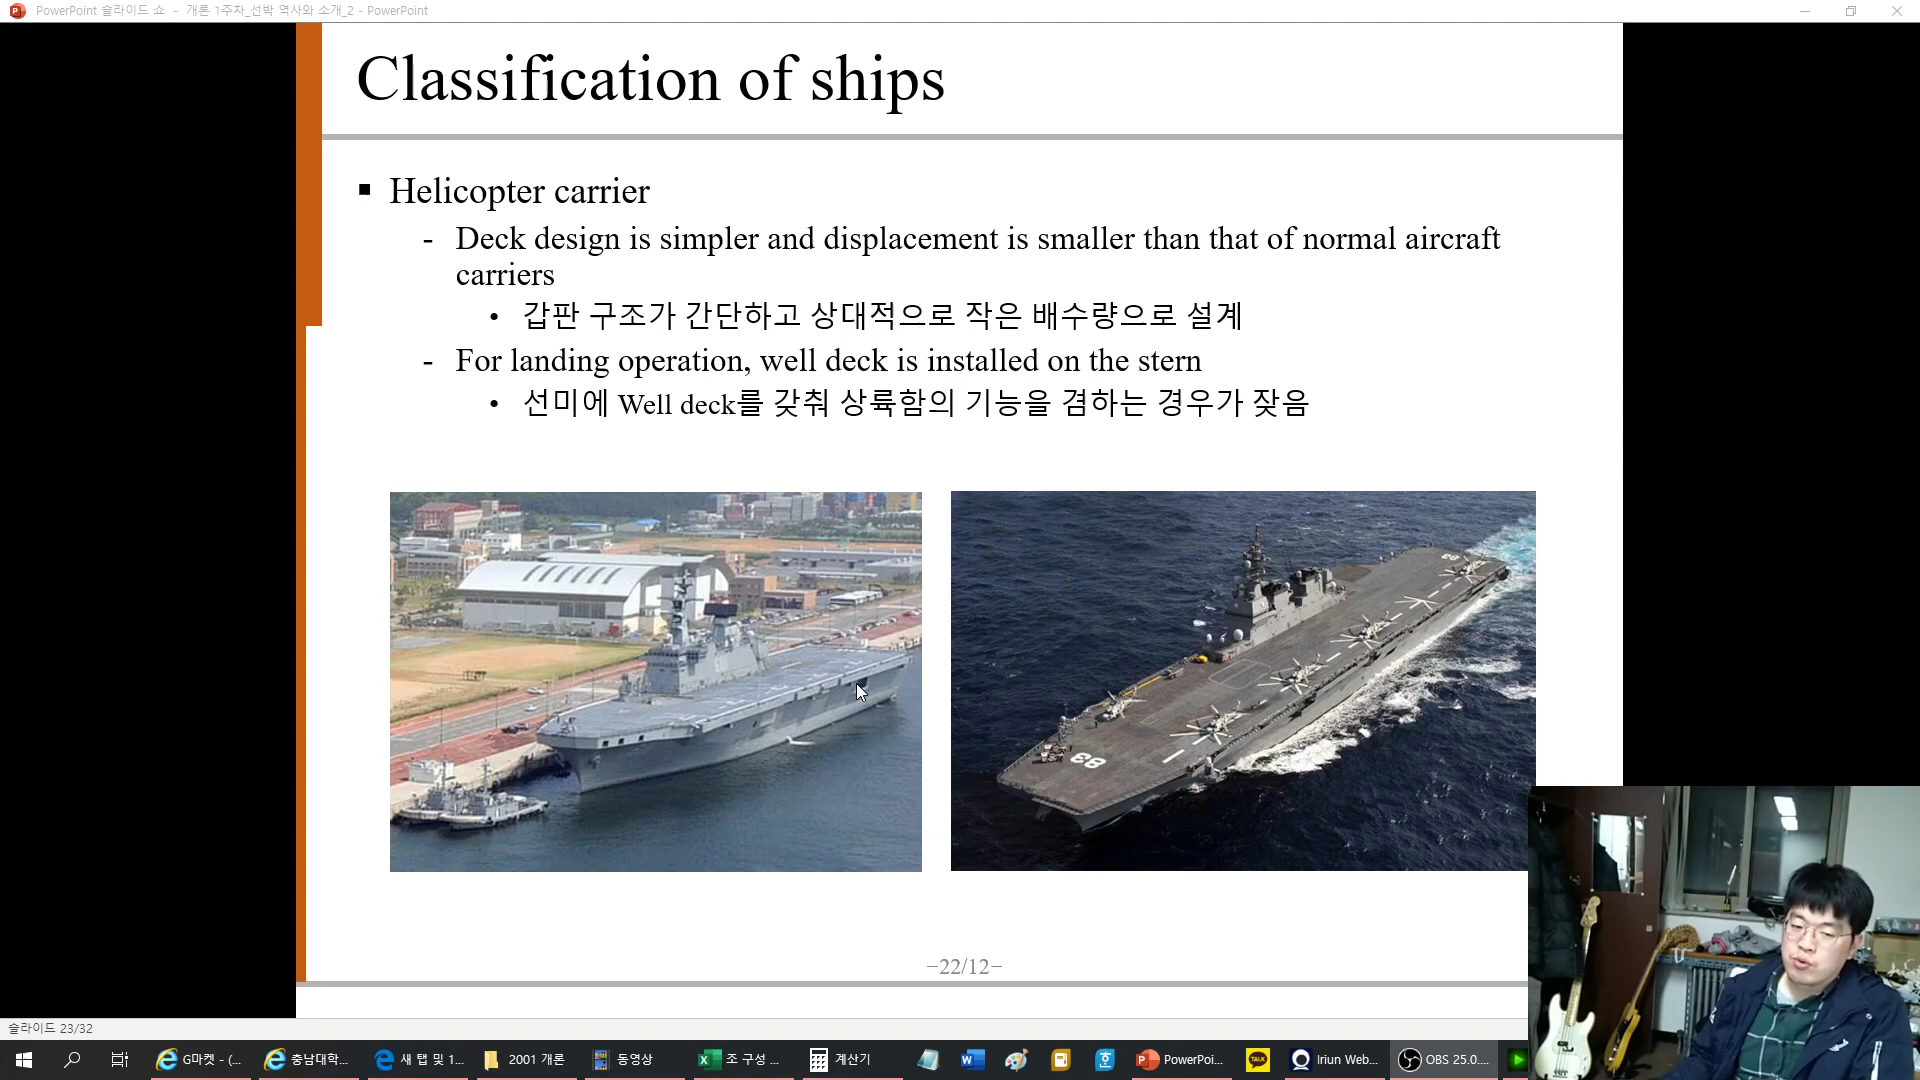 PowerPoint 슬라이드 쇼 - 개론 1주차_선박 역사와 소개_2 - PowerPoint
Classification of ships
▪ Helicopter carrier
- Deck design is simpler and displacement is smaller than that of normal aircraft
carriers
• 갑판 구조가 간단하고 상대적으로 작은 배수량으로 설계
- For landing operation, well deck is installed on the stern
• 선미에 Well deck를 갖춰 상륙함의 기능을 겸하는 경우가 잦음
83
83
−22/12−
슬라이드 23/32
G마켓 - (...
충남대학...
새 탭 및 1...
2001 개론
동영상
조 구성 ...
계산기
PowerPoi...
TALK
Iriun Web...
OBS 25.0....